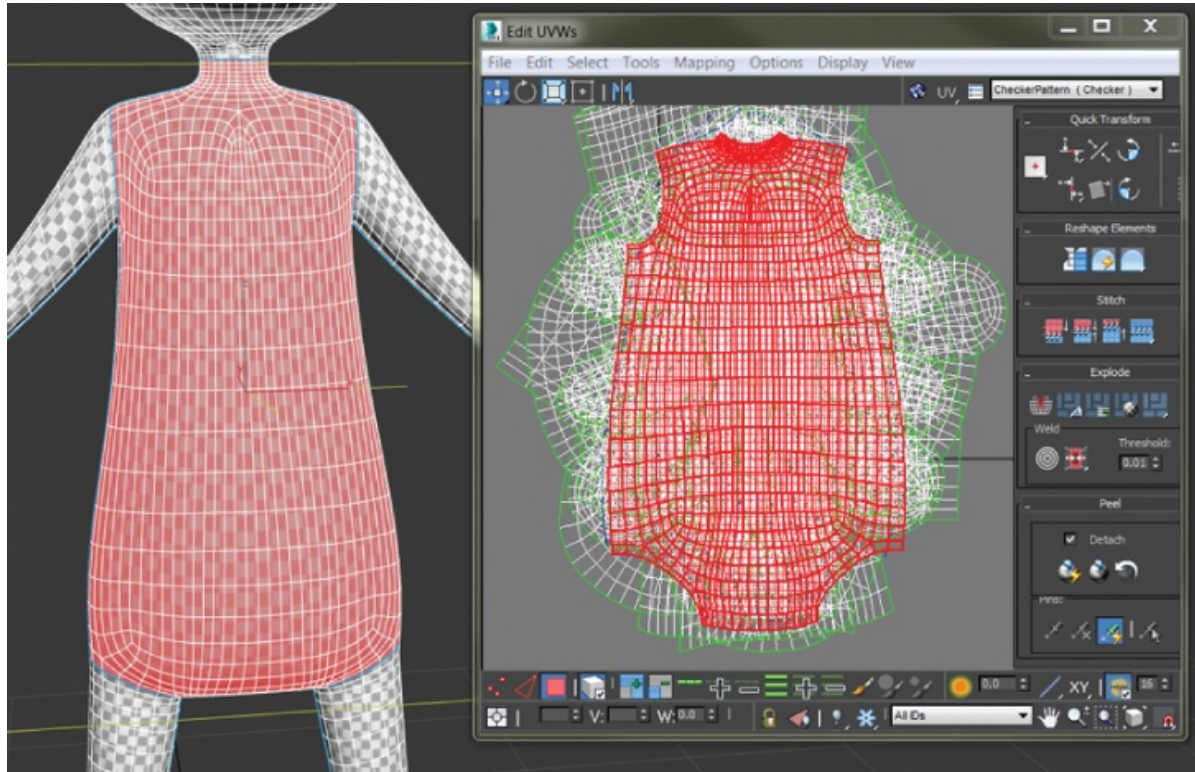 Edit UVWs
File Edit Select Tools Mapping Options Display View
UV
CheckerPattern ( Checker )
Quick Transform
Reshape Elements
Stitch
Explode
Weld
Threshold:
0.01
Peel
Detach
Pins:
0.0
XY
16
V:
W:
0.0
All IDs